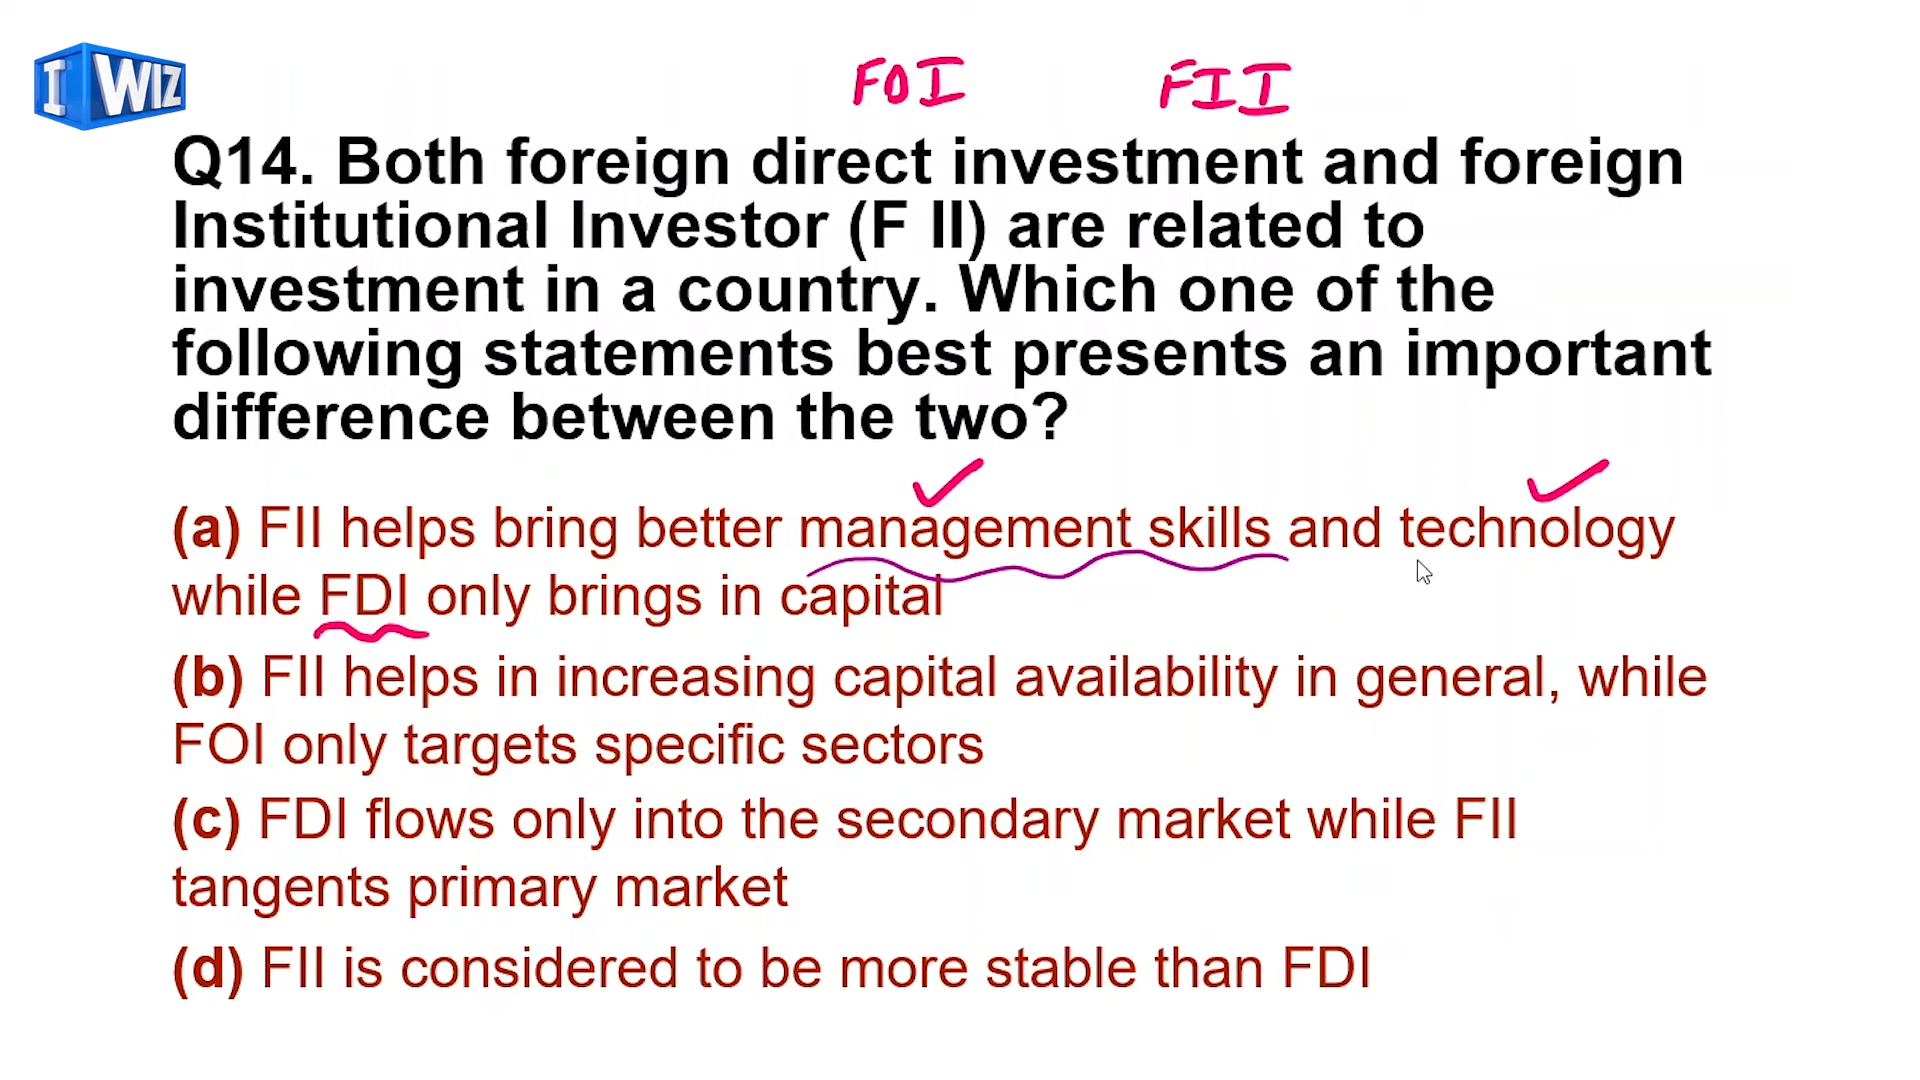 I WIZ
FDI FII
Q14. Both foreign direct investment and foreign
Institutional Investor (F II) are related to
investment in a country. Which one of the
following statements best presents an important
difference between the two?
(a) FII helps bring better management skills and technology
while FDI only brings in capital
(b) FII helps in increasing capital availability in general, while
FOI only targets specific sectors
(c) FDI flows only into the secondary market while FII
tangents primary market
(d) FII is considered to be more stable than FDI